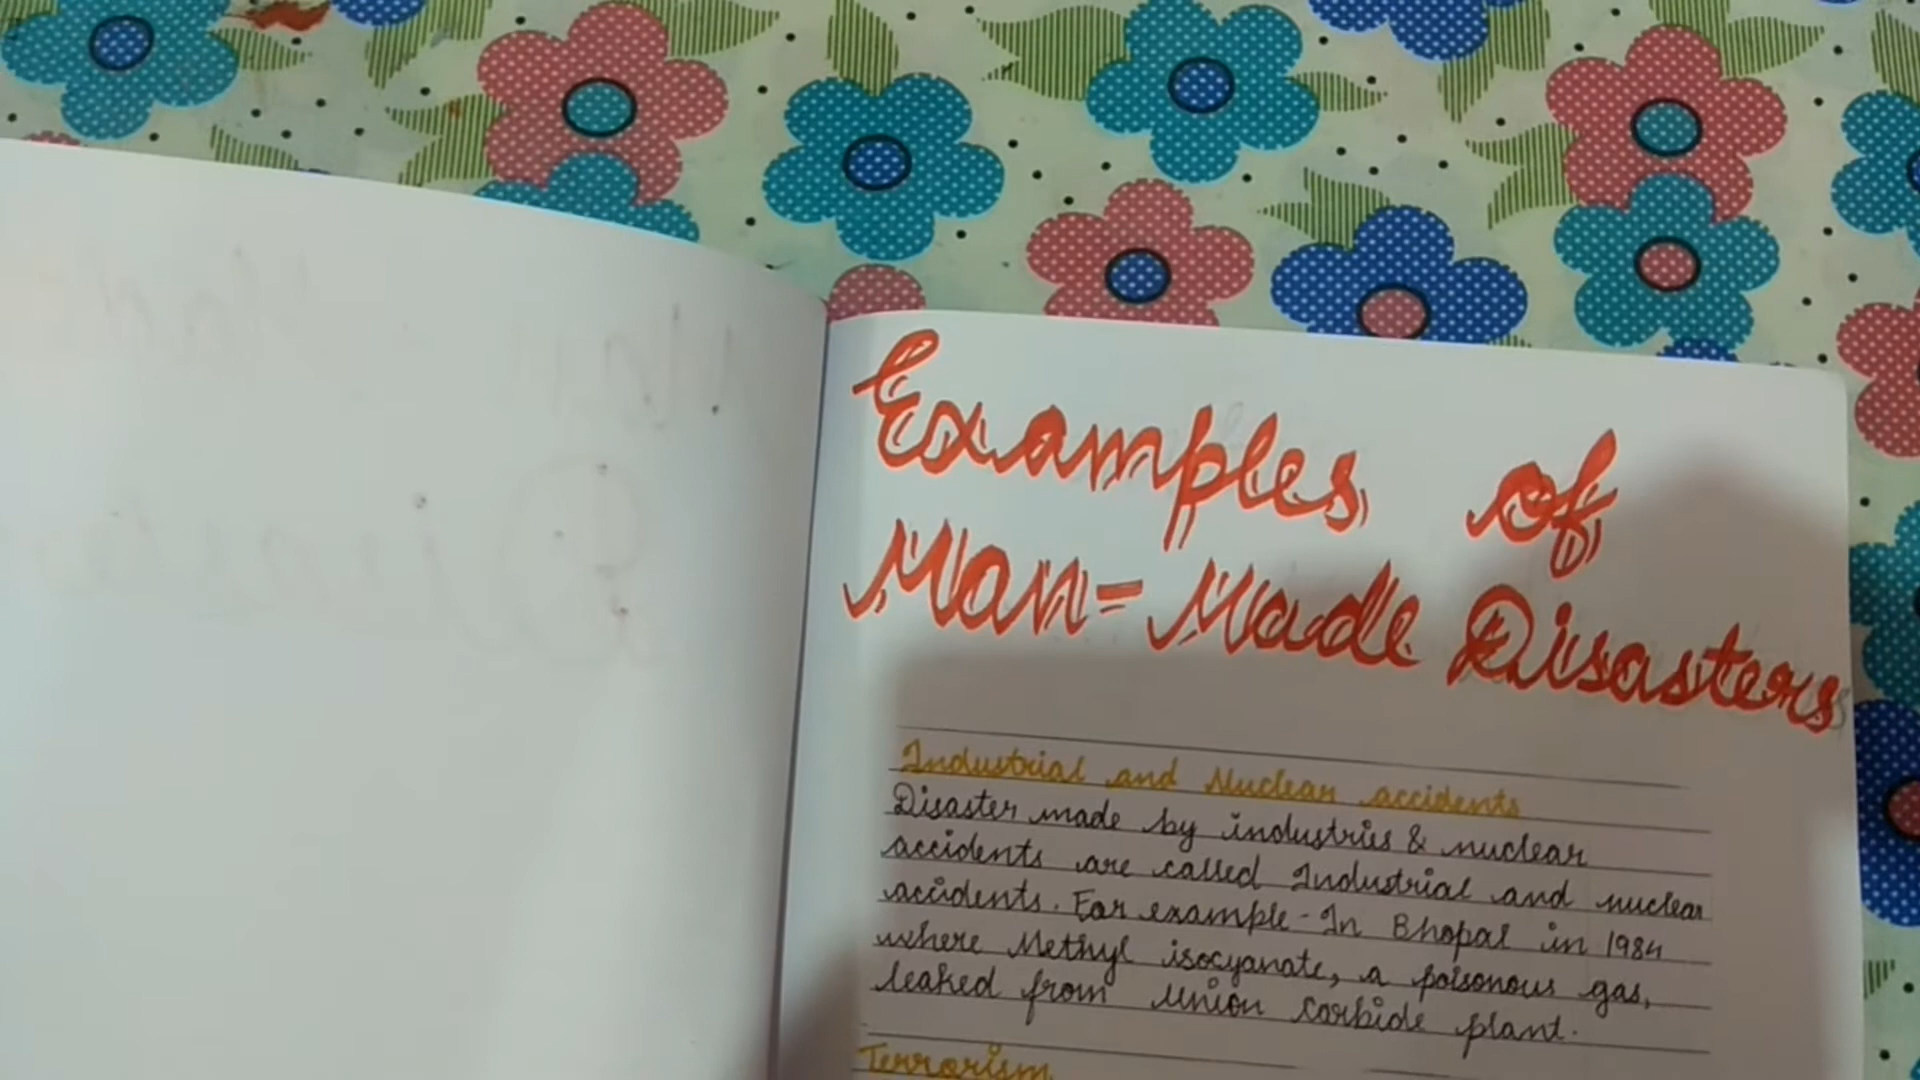 Examples of
Man-Made Disasters
Industrial and Nuclear accidents
Disaster made by industries & nuclear
accidents are called Industrial and nuclear
accidents. For example - In Bhopal in 1984
where Methyl isocyanate, a poisonous gas,
leaked from Union Carbide plant.
Terrorism